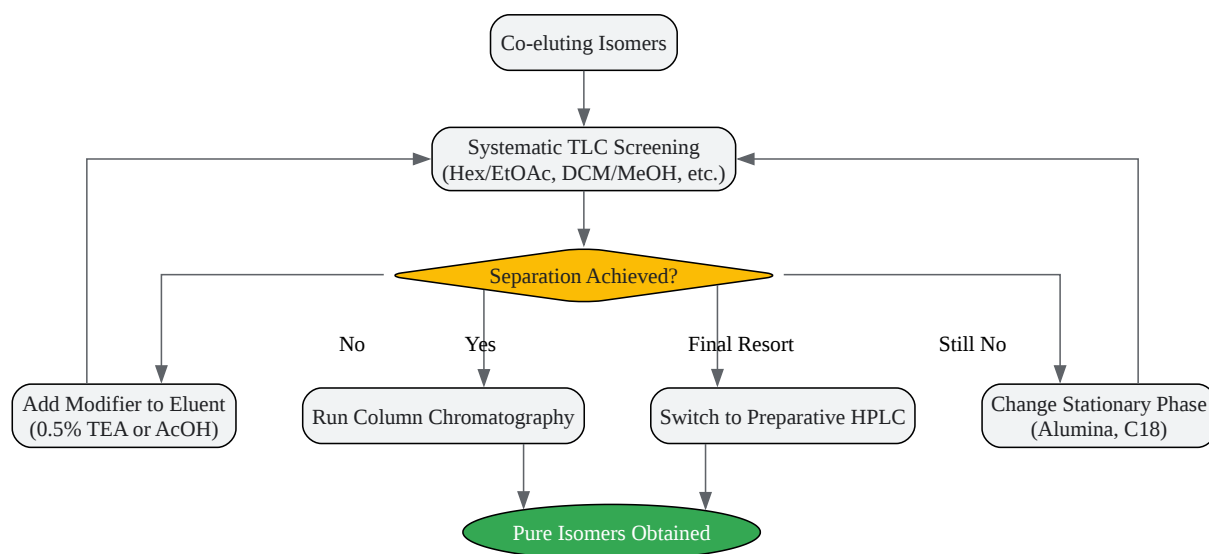 Co-eluting Isomers
Systematic TLC Screening
(Hex/EtOAc, DCM/MeOH, etc.)
Separation Achieved?
No
Yes
Final Resort
Still No
Add Modifier to Eluent
(0.5% TEA or AcOH)
Run Column Chromatography
Switch to Preparative HPLC
Change Stationary Phase
(Alumina, C18)
Pure Isomers Obtained